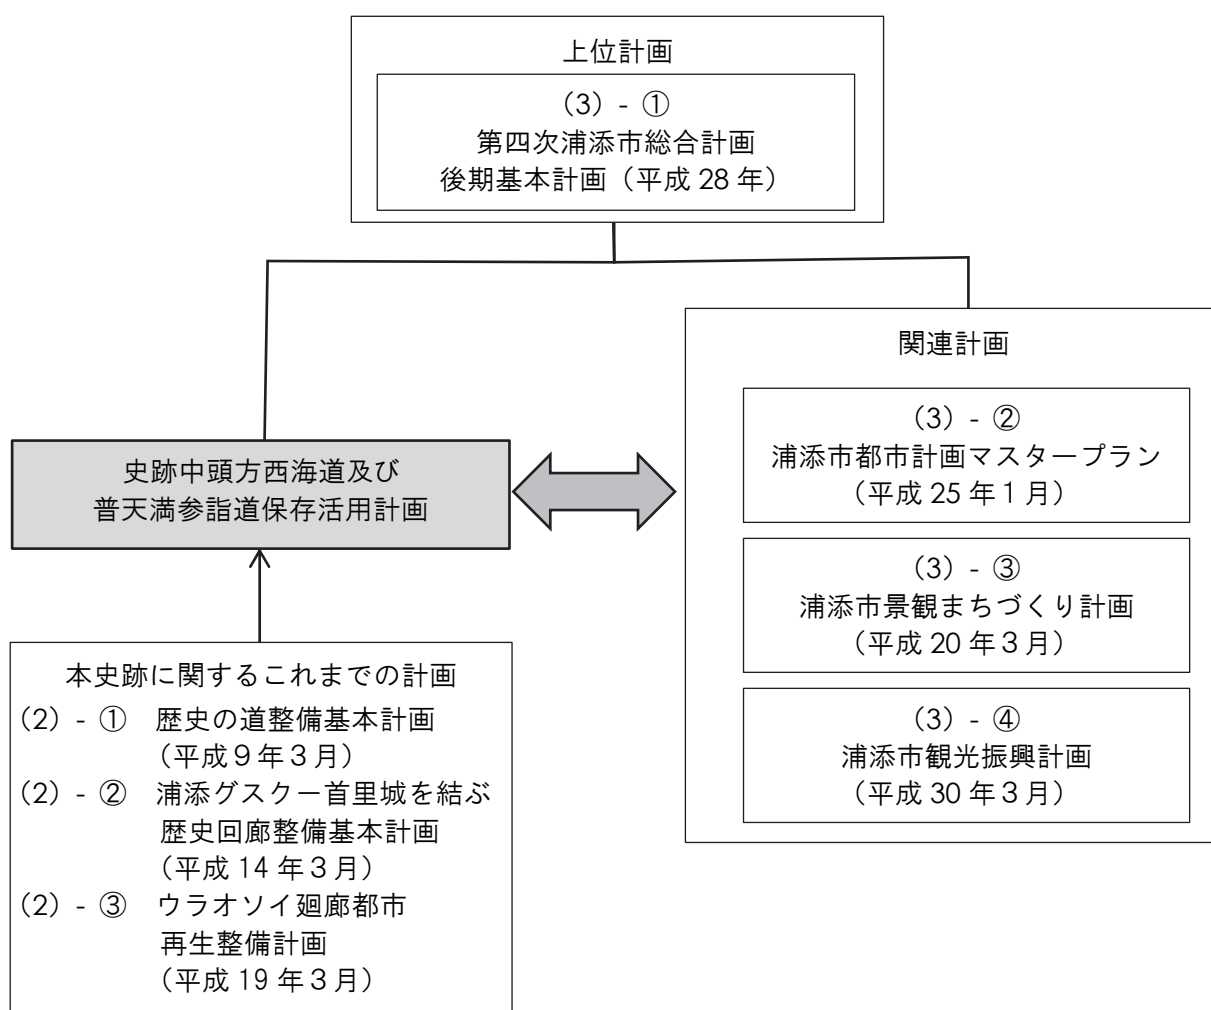 上位計画
（3）- ①
第四次浦添市総合計画
後期基本計画（平成 28 年）
関連計画
（3）- ②
浦添市都市計画マスタープラン
（平成 25 年１月）
（3）- ③
浦添市景観まちづくり計画
（平成 20 年３月）
（3）- ④
浦添市観光振興計画
（平成 30 年３月）
史跡中頭方西海道及び
普天満参詣道保存活用計画
本史跡に関するこれまでの計画
（2）- ①　歴史の道整備基本計画
（平成９年３月）
（2）- ②　浦添グスクー首里城を結ぶ
歴史回廊整備基本計画
（平成 14 年３月）
（2）- ③　ウラオソイ廻廊都市
再生整備計画
（平成 19 年３月）